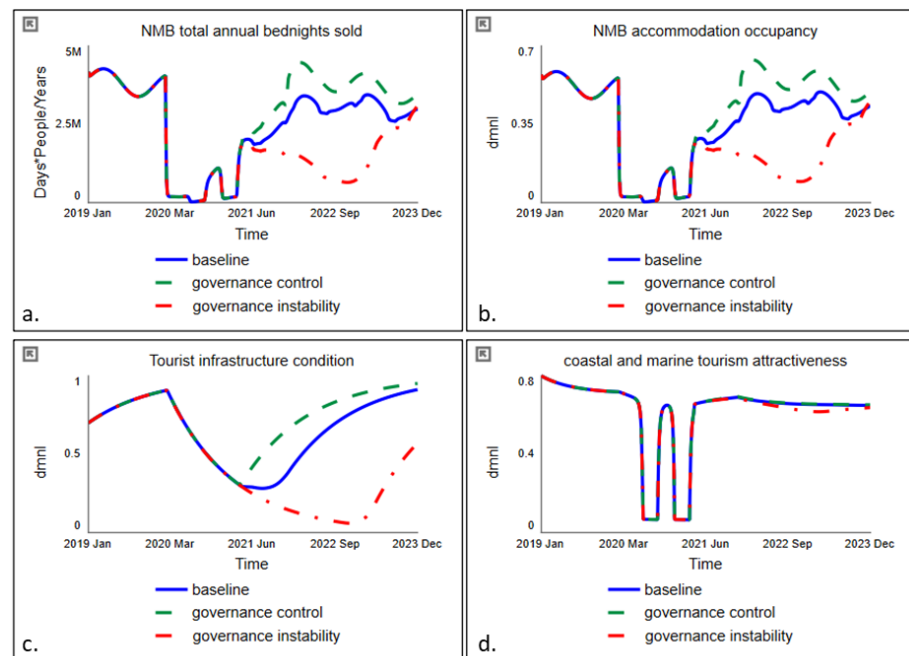 NMB total annual bednights sold
5M
2.5M
0
Days*People/Years
2019 Jan 2020 Mar 2021 Jun 2022 Sep 2023 Dec
Time
baseline
governance control
governance instability
a.
NMB accommodation occupancy
0.7
0.35
0
dmnl
2019 Jan 2020 Mar 2021 Jun 2022 Sep 2023 Dec
Time
baseline
governance control
governance instability
b.
Tourist infrastructure condition
1
0.5
0
dmnl
2019 Jan 2020 Mar 2021 Jun 2022 Sep 2023 Dec
Time
baseline
governance control
governance instability
c.
coastal and marine tourism attractiveness
0.8
0.4
0
dmnl
2019 Jan 2020 Mar 2021 Jun 2022 Sep 2023 Dec
Time
baseline
governance control
governance instability
d.